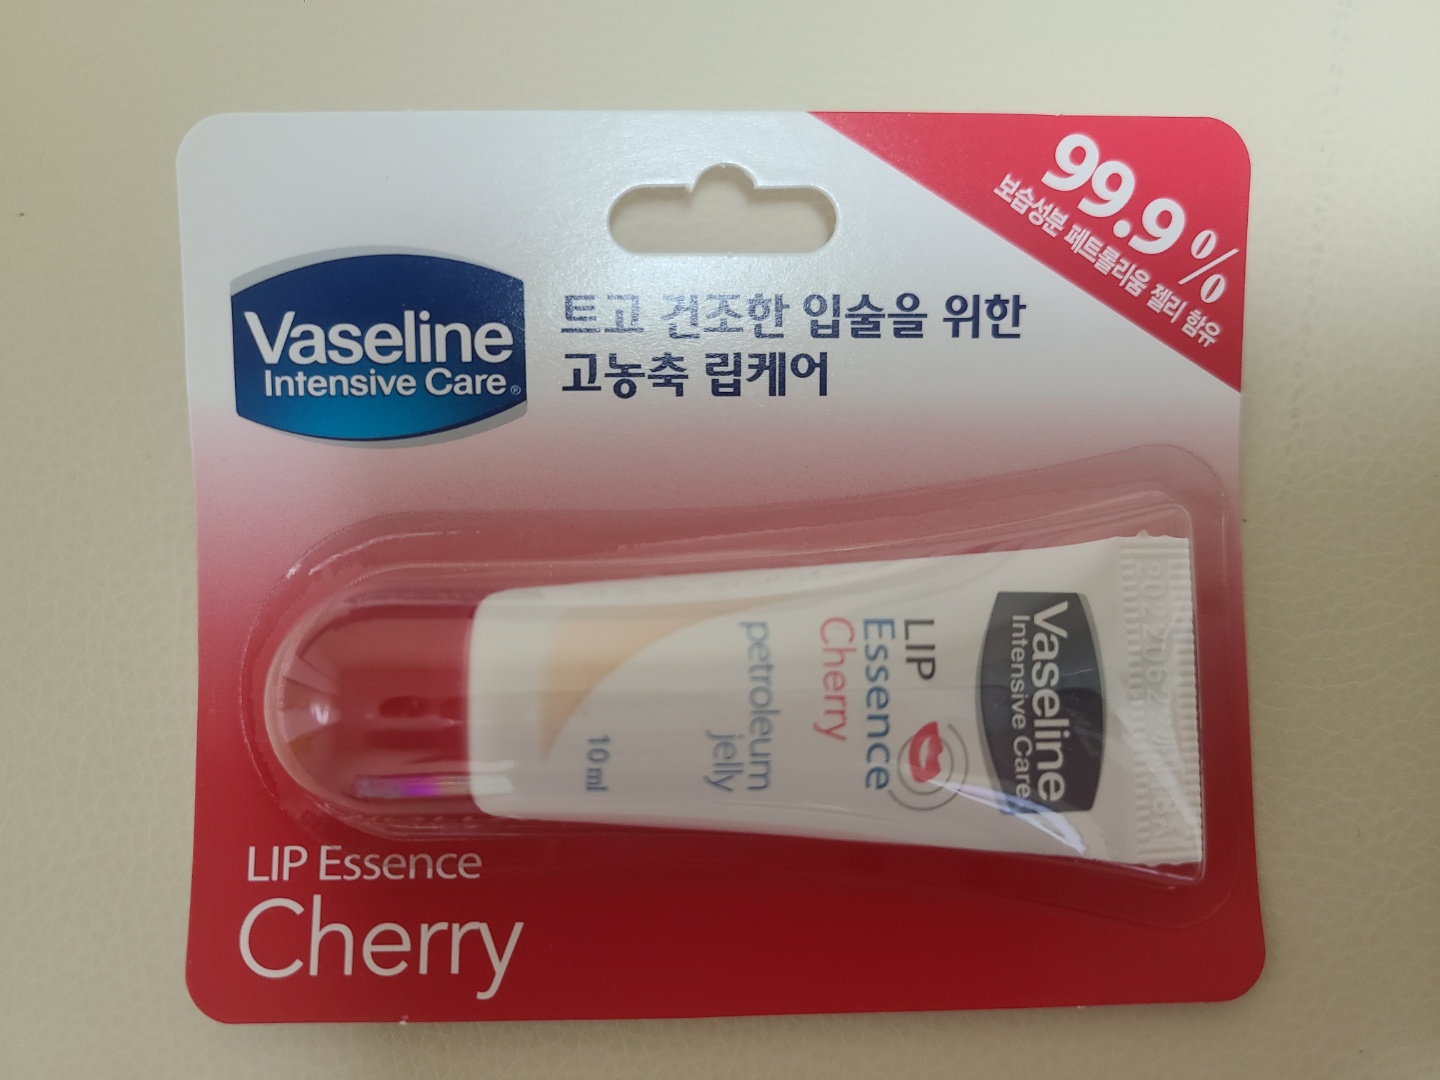 99.9%
보습성분 페트롤리움 젤리 함유
Vaseline
Intensive Care®
트고 건조한 입술을 위한
고농축 립케어
Vaseline
Intensive Care
LIP
Essence
Cherry
petroleum
jelly
10 ml
LIP Essence
Cherry